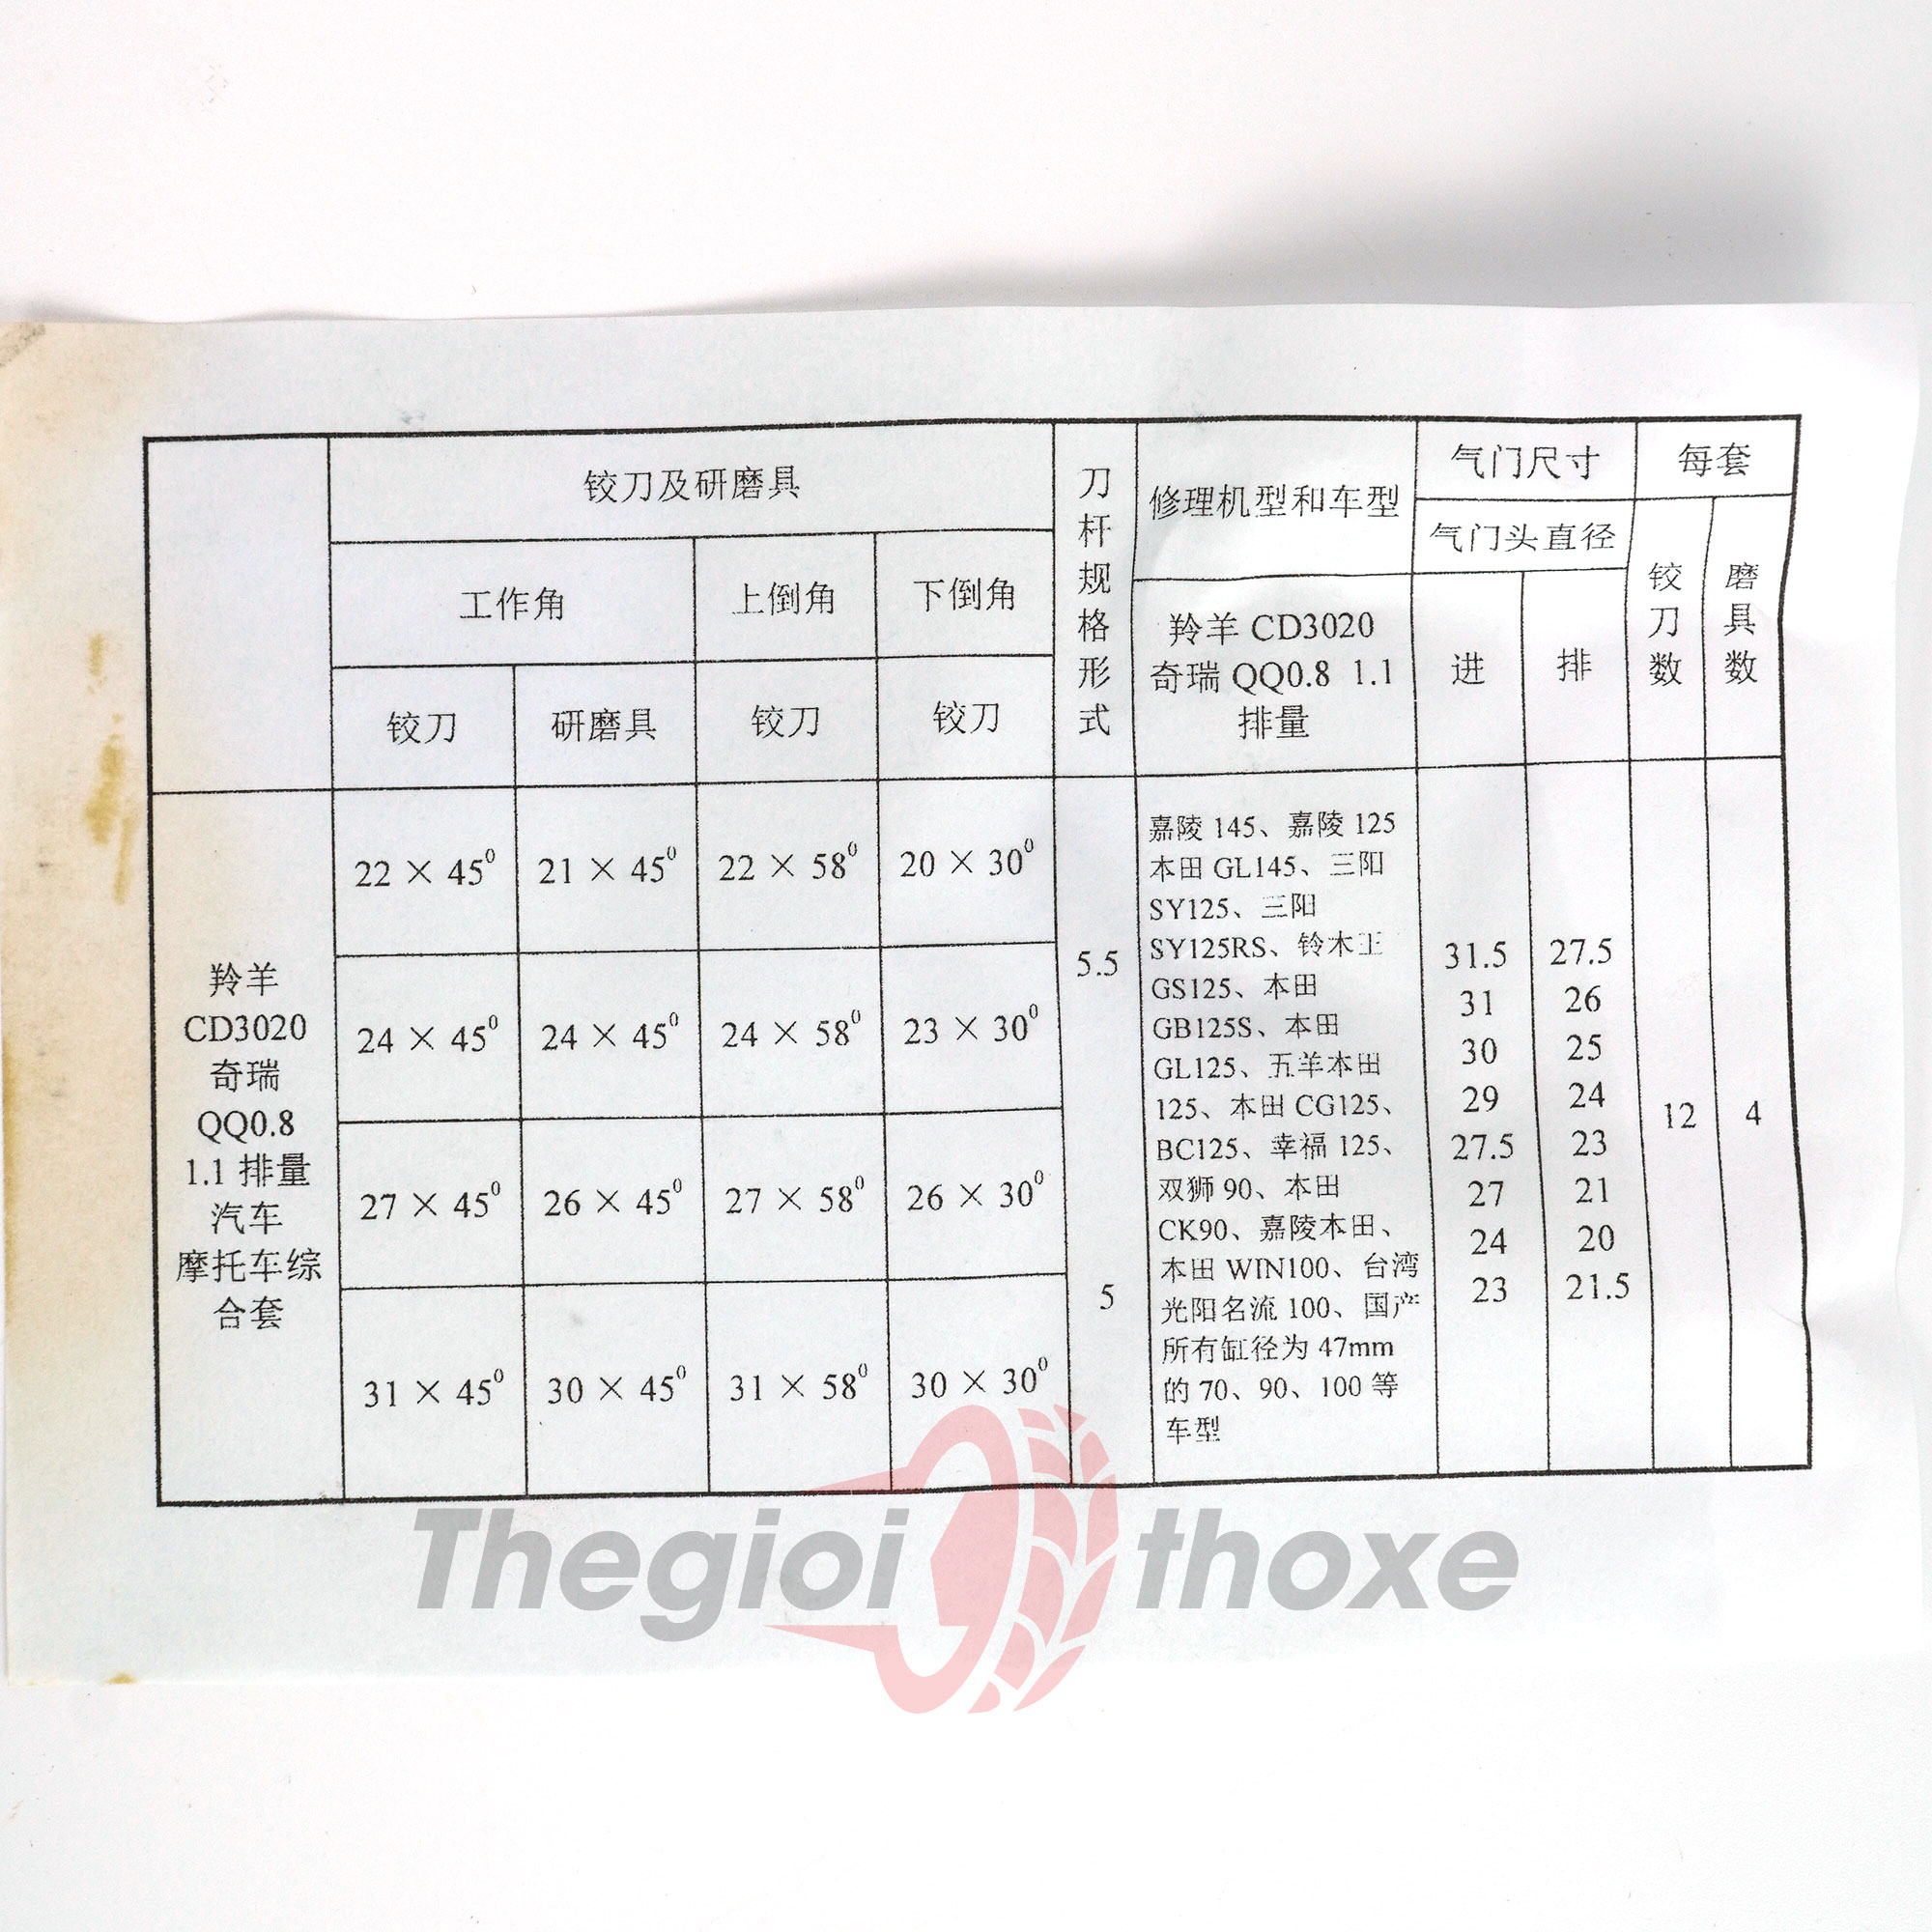 铰刀及研磨具
刀杆规格形式
修理机型和车型
气门尺寸
每套
气门头直径
工作角
上倒角
下倒角
羚羊 CD3020
奇瑞 QQ0.8 1.1
排量
进
排
铰刀数
磨具数
铰刀
研磨具
铰刀
铰刀
羚羊
CD3020
奇瑞
QQ0.8
1.1 排量
汽车
摩托车综
合套
22 × 45⁰
21 × 45⁰
22 × 58⁰
20 × 30⁰
24 × 45⁰
24 × 45⁰
24 × 58⁰
23 × 30⁰
27 × 45⁰
26 × 45⁰
27 × 58⁰
26 × 30⁰
31 × 45⁰
30 × 45⁰
31 × 58⁰
30 × 30⁰
5.5
5
嘉陵 145、嘉陵 125
本田 GL145、三阳
SY125、三阳
SY125RS、铃木王
GS125、本田
GB125S、本田
GL125、五羊本田
125、本田 CG125、
BC125、幸福 125、
双狮 90、本田
CK90、嘉陵本田、
本田 WIN100、台湾
光阳名流 100、国产
所有缸径为 47mm
的 70、90、100 等
车型
31.5
31
30
29
27.5
27
24
23
27.5
26
25
24
23
21
20
21.5
12
4
Thegioi thoxe